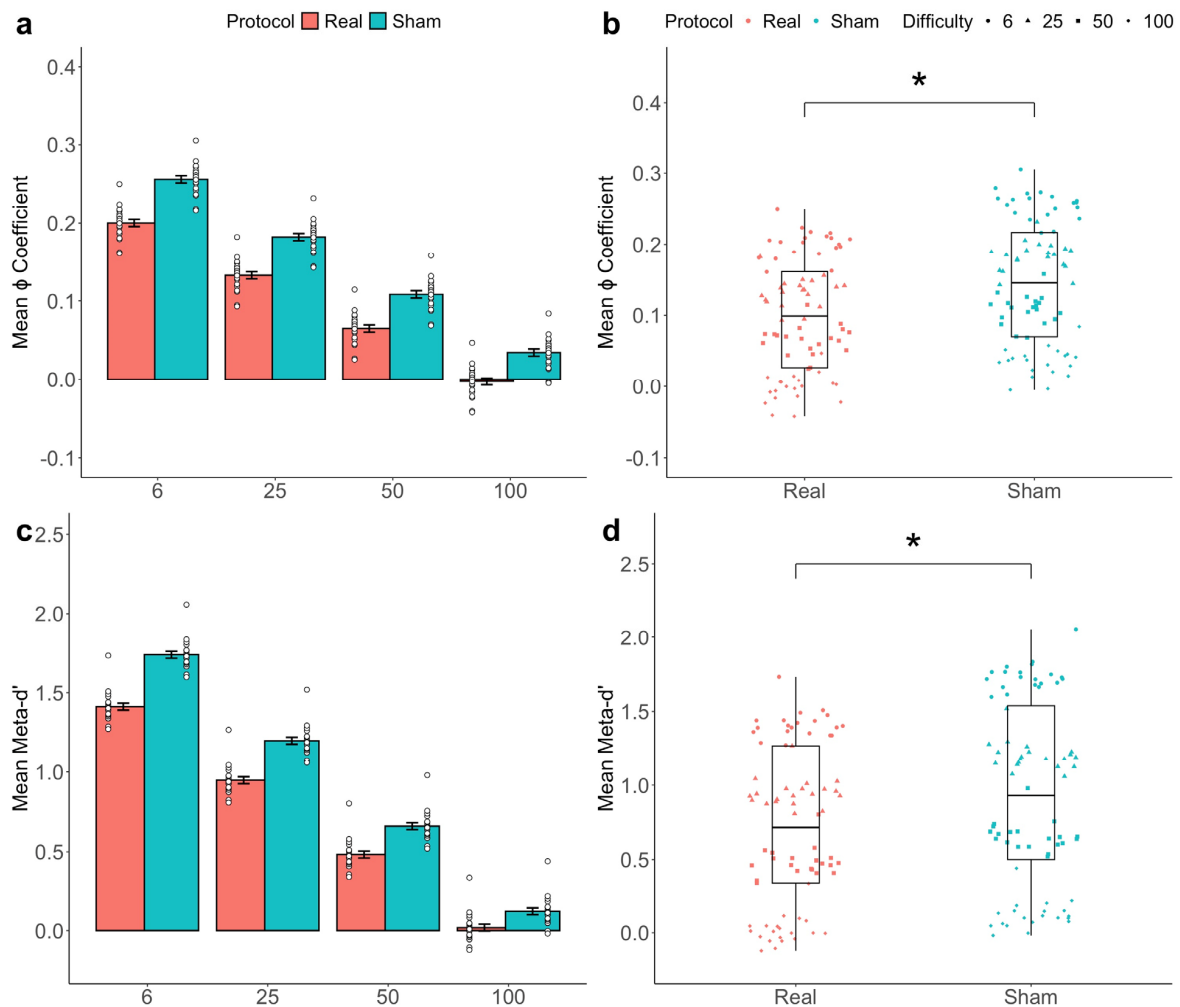 a
Protocol Real Sham
Mean ϕ Coefficient
0.4
0.3
0.2
0.1
0.0
-0.1
6 25 50 100
b
Protocol Real Sham Difficulty 6 25 50 100
Mean ϕ Coefficient
*
0.4
0.3
0.2
0.1
0.0
-0.1
Real Sham
c
Mean Meta-d'
2.5
2.0
1.5
1.0
0.5
0.0
6 25 50 100
d
Mean Meta-d'
*
2.5
2.0
1.5
1.0
0.5
0.0
Real Sham